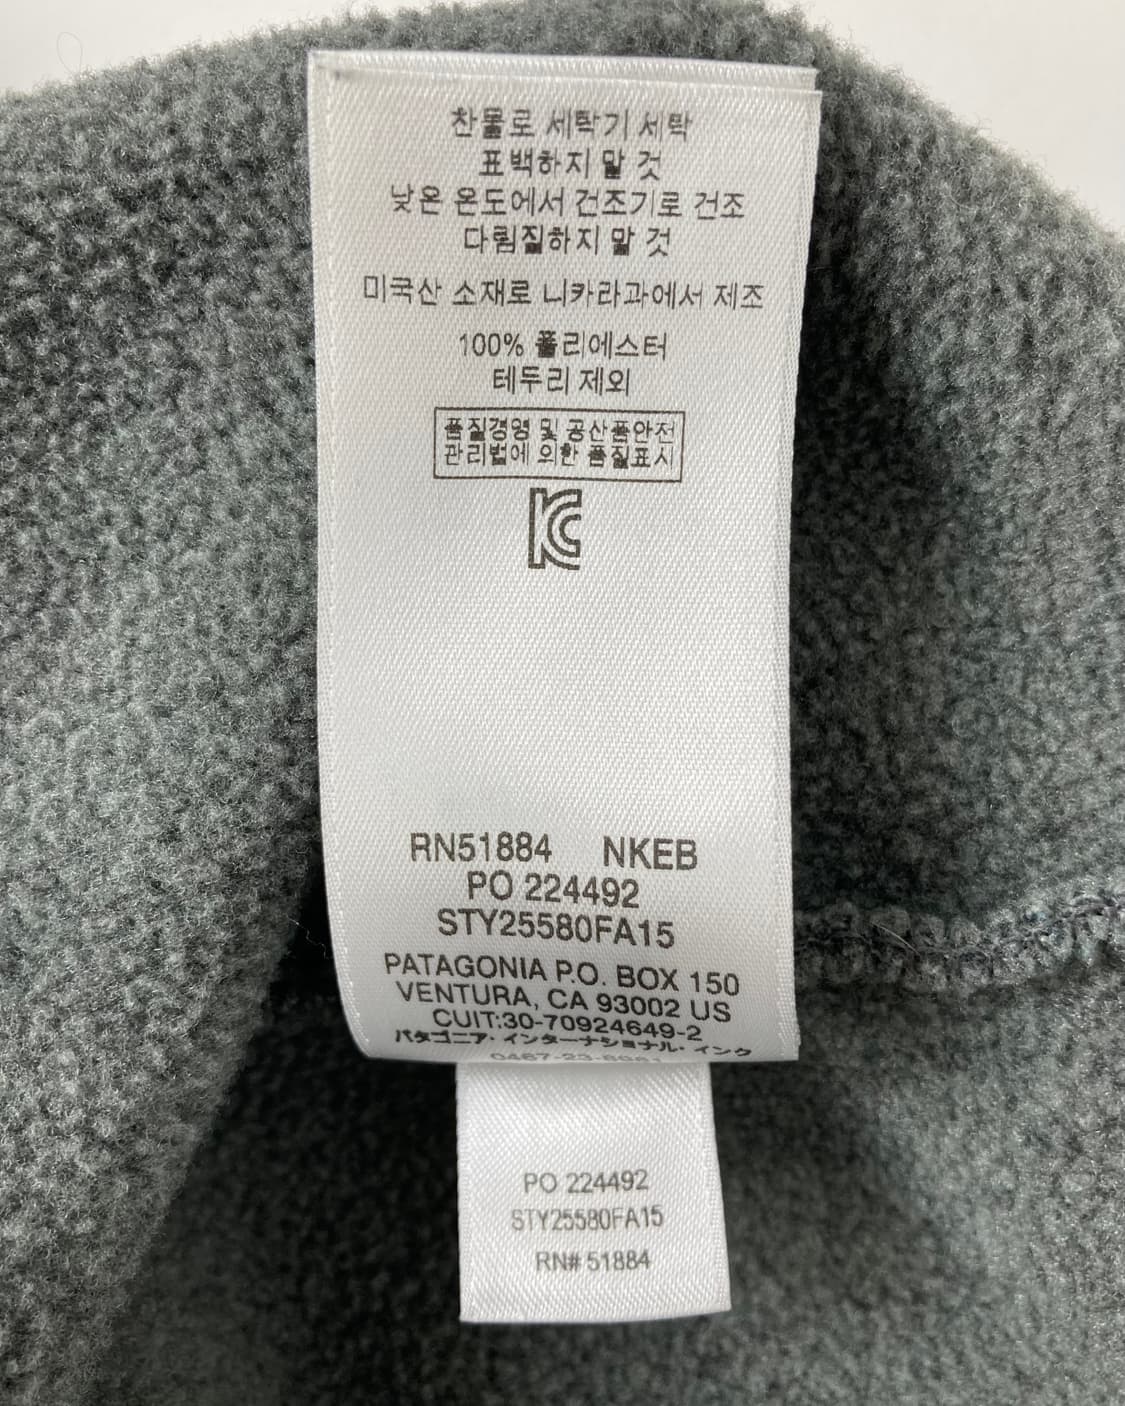 찬물로 세탁기 세탁
표백하지 말 것
낮은 온도에서 건조기로 건조
다림질하지 말 것
미국산 소재로 니카라과에서 제조
100% 폴리에스터
테두리 제외
품질경영 및 공산품안전
관리법에 의한 품질표시
KC
RN51884 NKEB
PO 224492
STY25580FA15
PATAGONIA P.O. BOX 150
VENTURA, CA 93002 US
CUIT:30-70924649-2
パタゴニア・インターナショナル・インク
PO 224492
STY25580FA15
RN# 51884